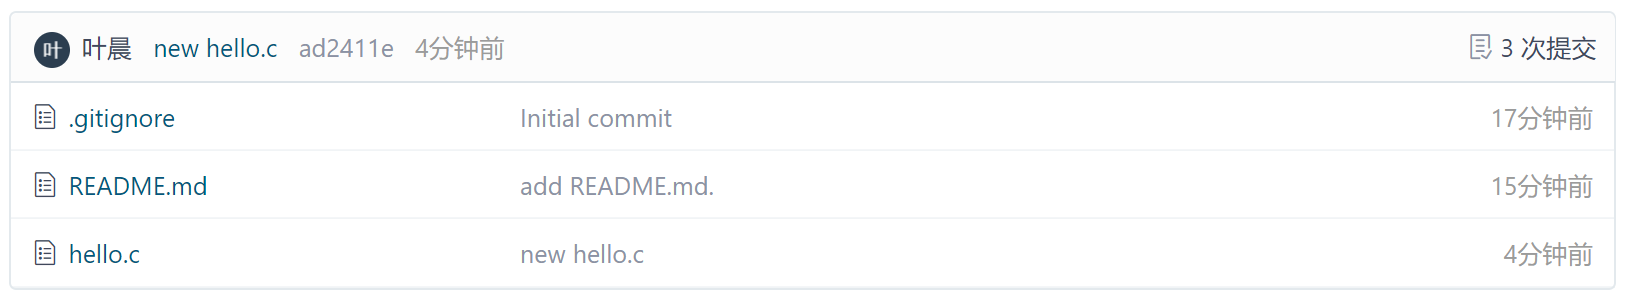 叶 叶晨 new hello.c ad2411e 4分钟前 3 次提交
.gitignore Initial commit 17分钟前
README.md add README.md. 15分钟前
hello.c new hello.c 4分钟前